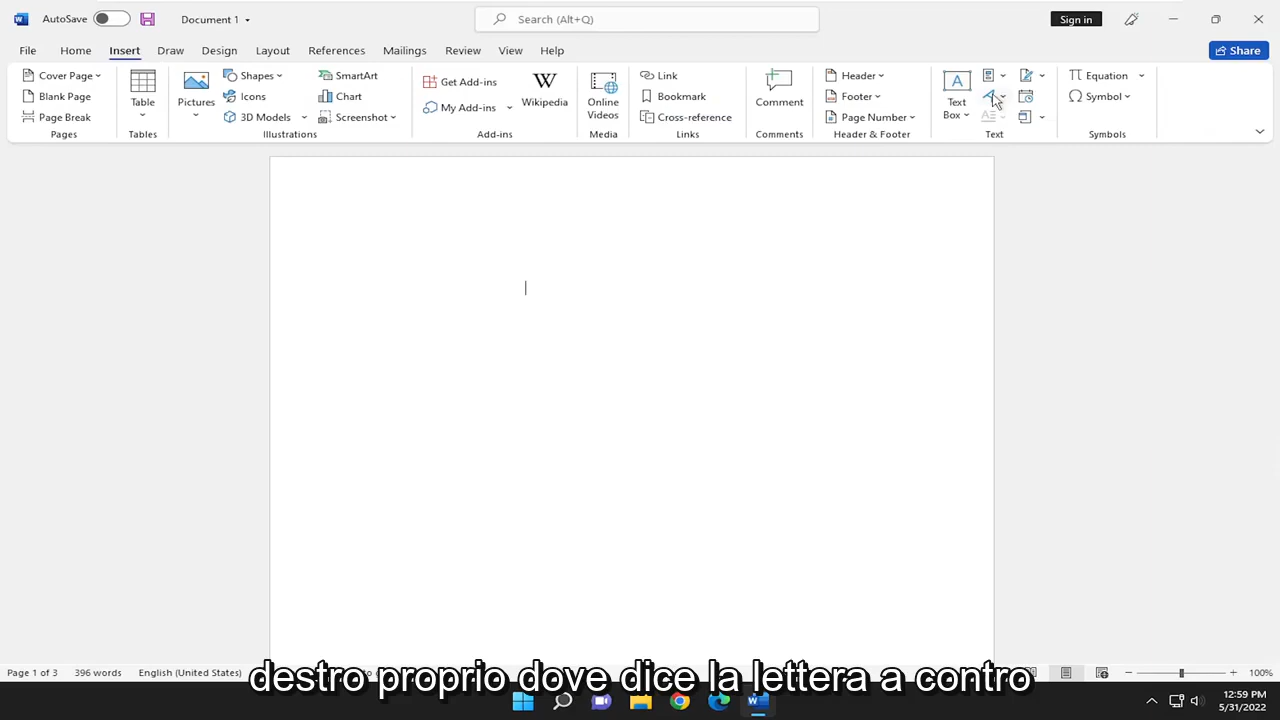 AutoSave Document 1 Search (Alt+Q) Sign in
File Home Insert Draw Design Layout References Mailings Review View Help Share
Cover Page Shapes SmartArt Get Add-ins Link Header Equation
Blank Page Icons Chart Bookmark Footer Symbol
Page Break 3D Models Screenshot My Add-ins Cross-reference Page Number
Table Pictures Wikipedia Online Videos Comment Text Box
Pages Tables Illustrations Add-ins Media Links Comments Header & Footer Text Symbols
Page 1 of 3 396 words English (United States) 100%
destro proprio dove dice la lettera a contro
12:59 PM
5/31/2022